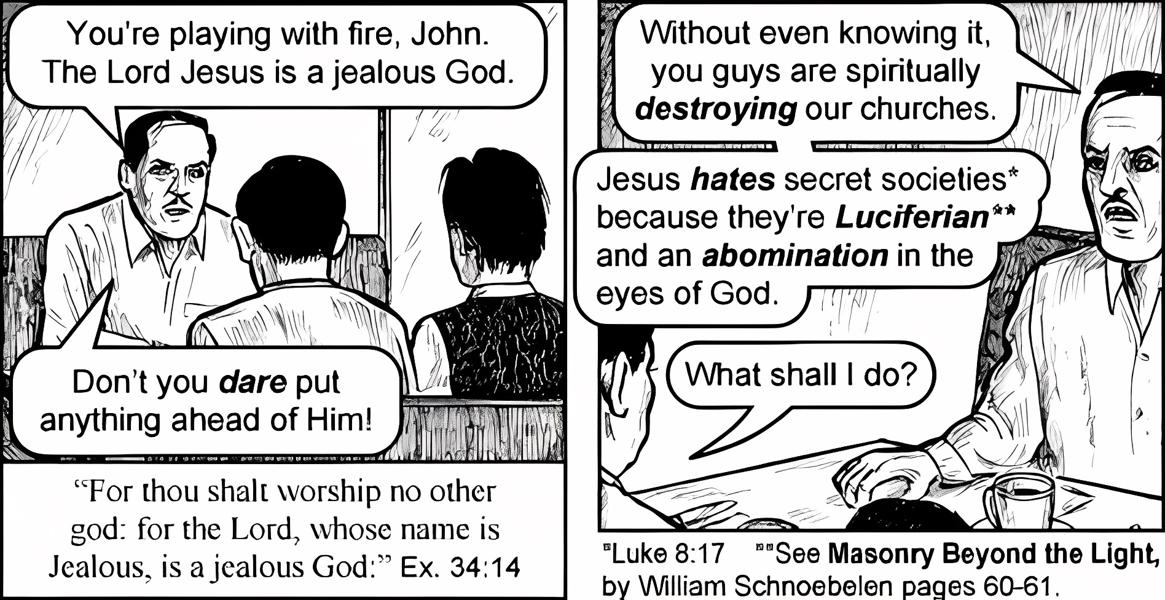 You're playing with fire, John.
The Lord Jesus is a jealous God.
Don't you dare put
anything ahead of Him!
“For thou shalt worship no other
god: for the Lord, whose name is
Jealous, is a jealous God:” Ex. 34:14
Without even knowing it,
you guys are spiritually
destroying our churches.
Jesus hates secret societies*
because they're Luciferian**
and an abomination in the
eyes of God.
What shall I do?
*Luke 8:17 **See Masonry Beyond the Light,
by William Schnoebelen pages 60-61.